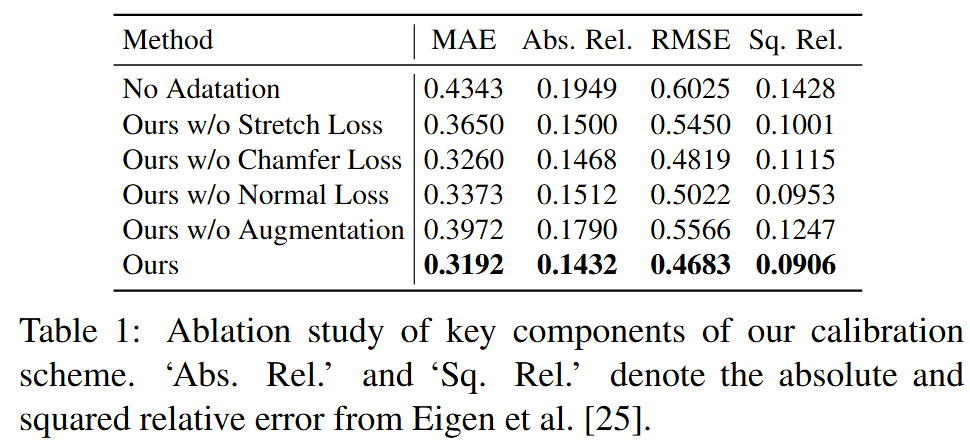 Method MAE Abs. Rel. RMSE Sq. Rel.
No Adatation 0.4343 0.1949 0.6025 0.1428
Ours w/o Stretch Loss 0.3650 0.1500 0.5450 0.1001
Ours w/o Chamfer Loss 0.3260 0.1468 0.4819 0.1115
Ours w/o Normal Loss 0.3373 0.1512 0.5022 0.0953
Ours w/o Augmentation 0.3972 0.1790 0.5566 0.1247
Ours 0.3192 0.1432 0.4683 0.0906
Table 1: Ablation study of key components of our calibration
scheme. ‘Abs. Rel.’ and ‘Sq. Rel.’ denote the absolute and
squared relative error from Eigen et al. [25].